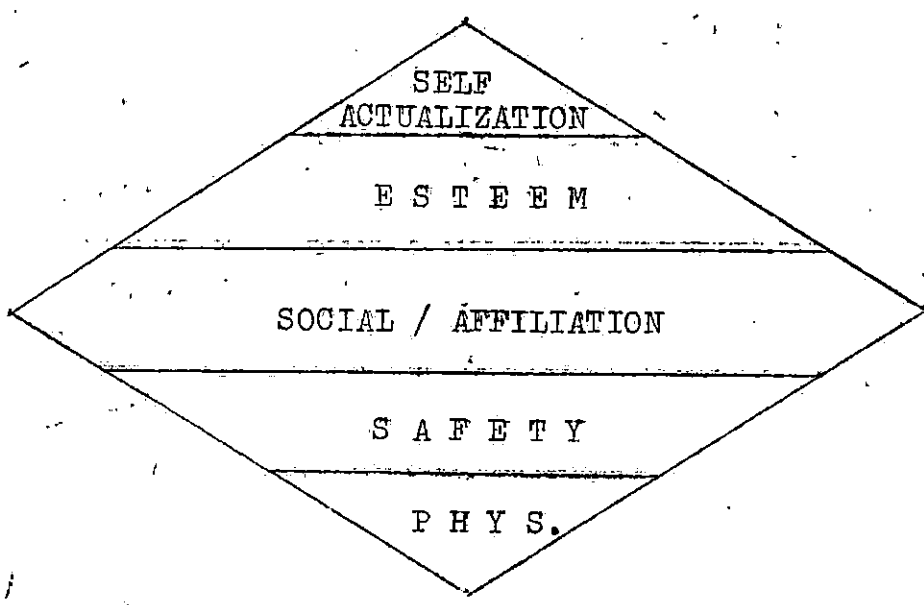 SELF
ACTUALIZATION
E S T E E M
SOCIAL / AFFILIATION
S A F E T Y
P H Y S.